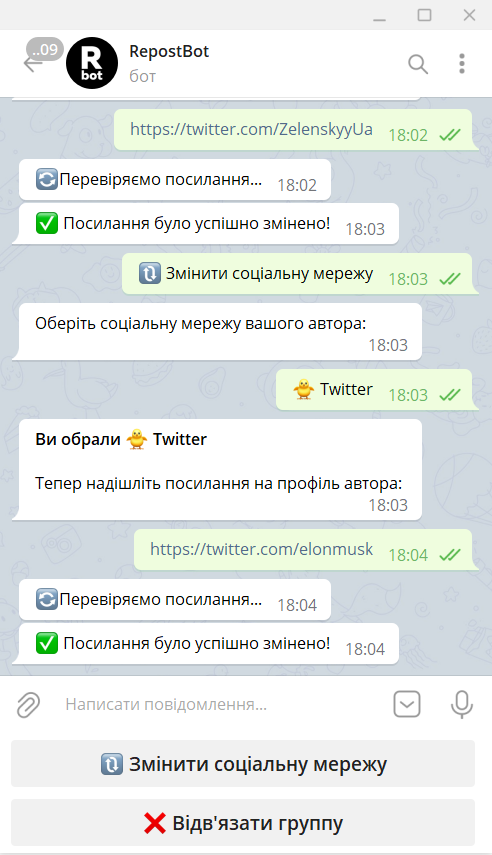 ..09
R
bot
RepostBot
бот
https://twitter.com/ZelenskyyUa 18:02
Перевіряємо посилання... 18:02
Посилання було успішно змінено! 18:03
Змінити соціальну мережу 18:03
Оберіть соціальну мережу вашого автора:
18:03
Twitter 18:03
Ви обрали 🐥 Twitter
Тепер надішліть посилання на профіль автора:
18:03
https://twitter.com/elonmusk 18:04
Перевіряємо посилання... 18:04
Посилання було успішно змінено! 18:04
Написати повідомлення...
Змінити соціальну мережу
Відв'язати группу